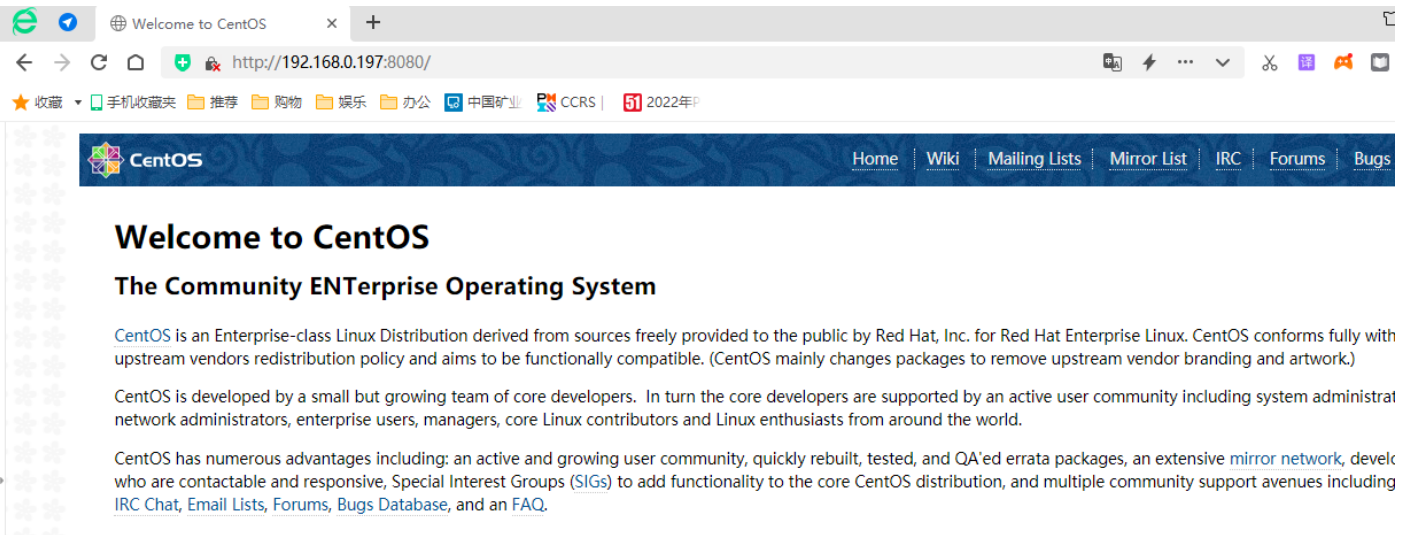 Welcome to CentOS
http://192.168.0.197:8080/
译
收藏 手机收藏夹 推荐 购物 娱乐 办公 中国矿业 CCRS | 51 2022年
CentOS Home Wiki Mailing Lists Mirror List IRC Forums Bugs
Welcome to CentOS
The Community ENTerprise Operating System
CentOS is an Enterprise-class Linux Distribution derived from sources freely provided to the public by Red Hat, Inc. for Red Hat Enterprise Linux. CentOS conforms fully with
upstream vendors redistribution policy and aims to be functionally compatible. (CentOS mainly changes packages to remove upstream vendor branding and artwork.)
CentOS is developed by a small but growing team of core developers. In turn the core developers are supported by an active user community including system administrat
network administrators, enterprise users, managers, core Linux contributors and Linux enthusiasts from around the world.
CentOS has numerous advantages including: an active and growing user community, quickly rebuilt, tested, and QA'ed errata packages, an extensive mirror network, develo
who are contactable and responsive, Special Interest Groups (SIGs) to add functionality to the core CentOS distribution, and multiple community support avenues including
IRC Chat, Email Lists, Forums, Bugs Database, and an FAQ.